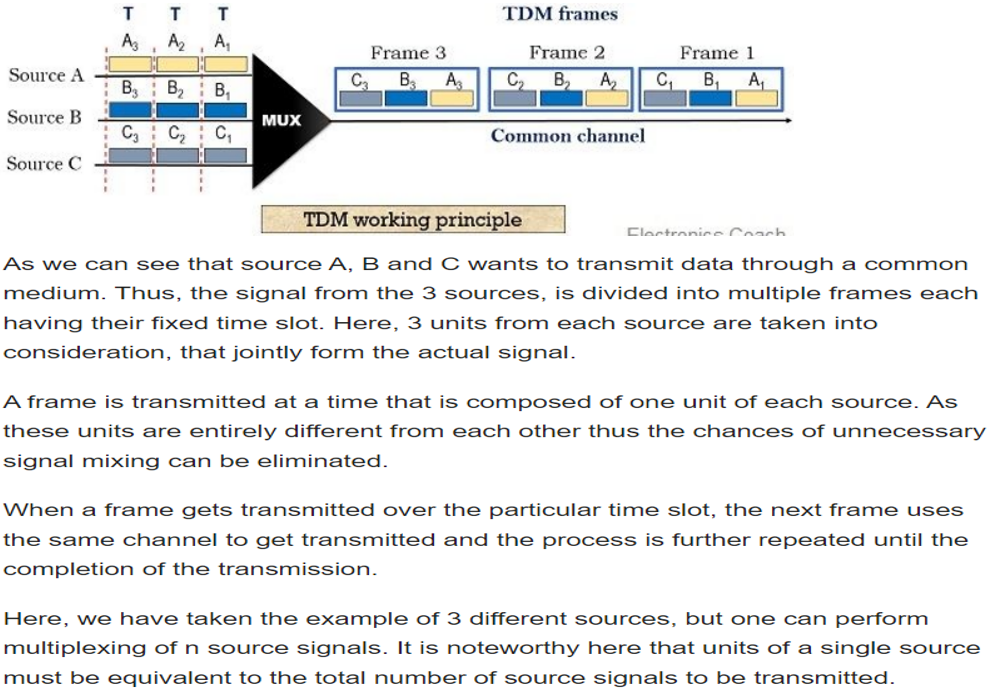 T T T
TDM frames
A3 A2 A1
Frame 3 Frame 2 Frame 1
Source A
C3 B3 A3 C2 B2 A2 C1 B1 A1
B3 B2 B1
Source B
MUX
C3 C2 C1
Common channel
Source C
TDM working principle
Electronics Coach
As we can see that source A, B and C wants to transmit data through a common
medium. Thus, the signal from the 3 sources, is divided into multiple frames each
having their fixed time slot. Here, 3 units from each source are taken into
consideration, that jointly form the actual signal.
A frame is transmitted at a time that is composed of one unit of each source. As
these units are entirely different from each other thus the chances of unnecessary
signal mixing can be eliminated.
When a frame gets transmitted over the particular time slot, the next frame uses
the same channel to get transmitted and the process is further repeated until the
completion of the transmission.
Here, we have taken the example of 3 different sources, but one can perform
multiplexing of n source signals. It is noteworthy here that units of a single source
must be equivalent to the total number of source signals to be transmitted.